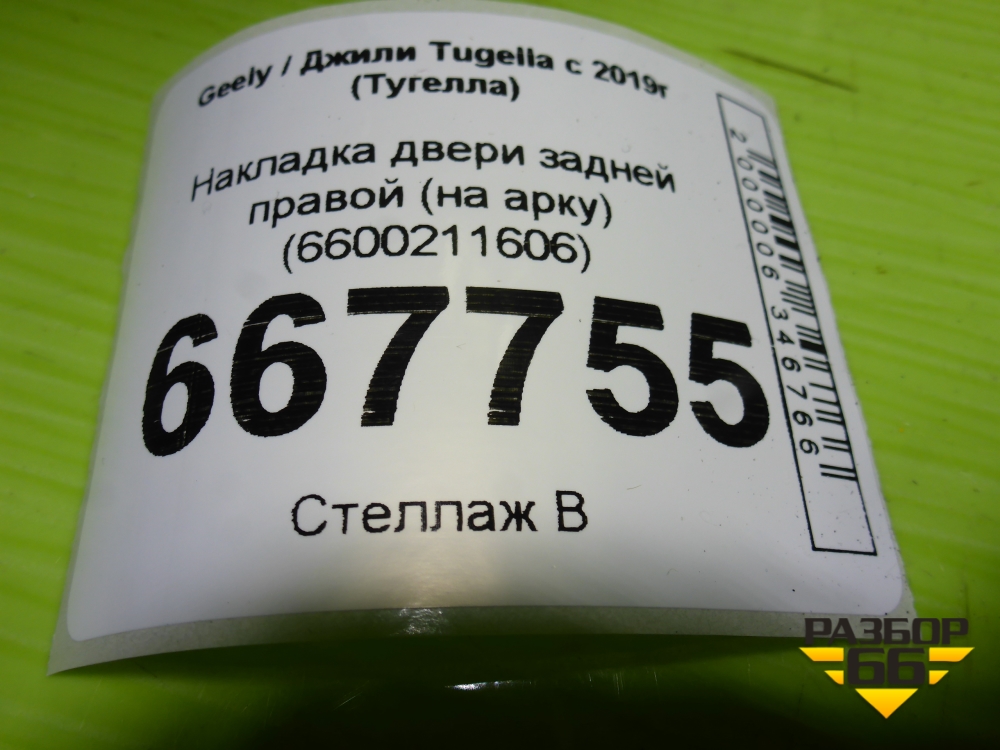 Geely / Джили Tugella с 2019г
(Тугелла)
Накладка двери задней
правой (на арку)
(6600211606)
667755
Стеллаж В
2000006346766
РАЗБОР
66